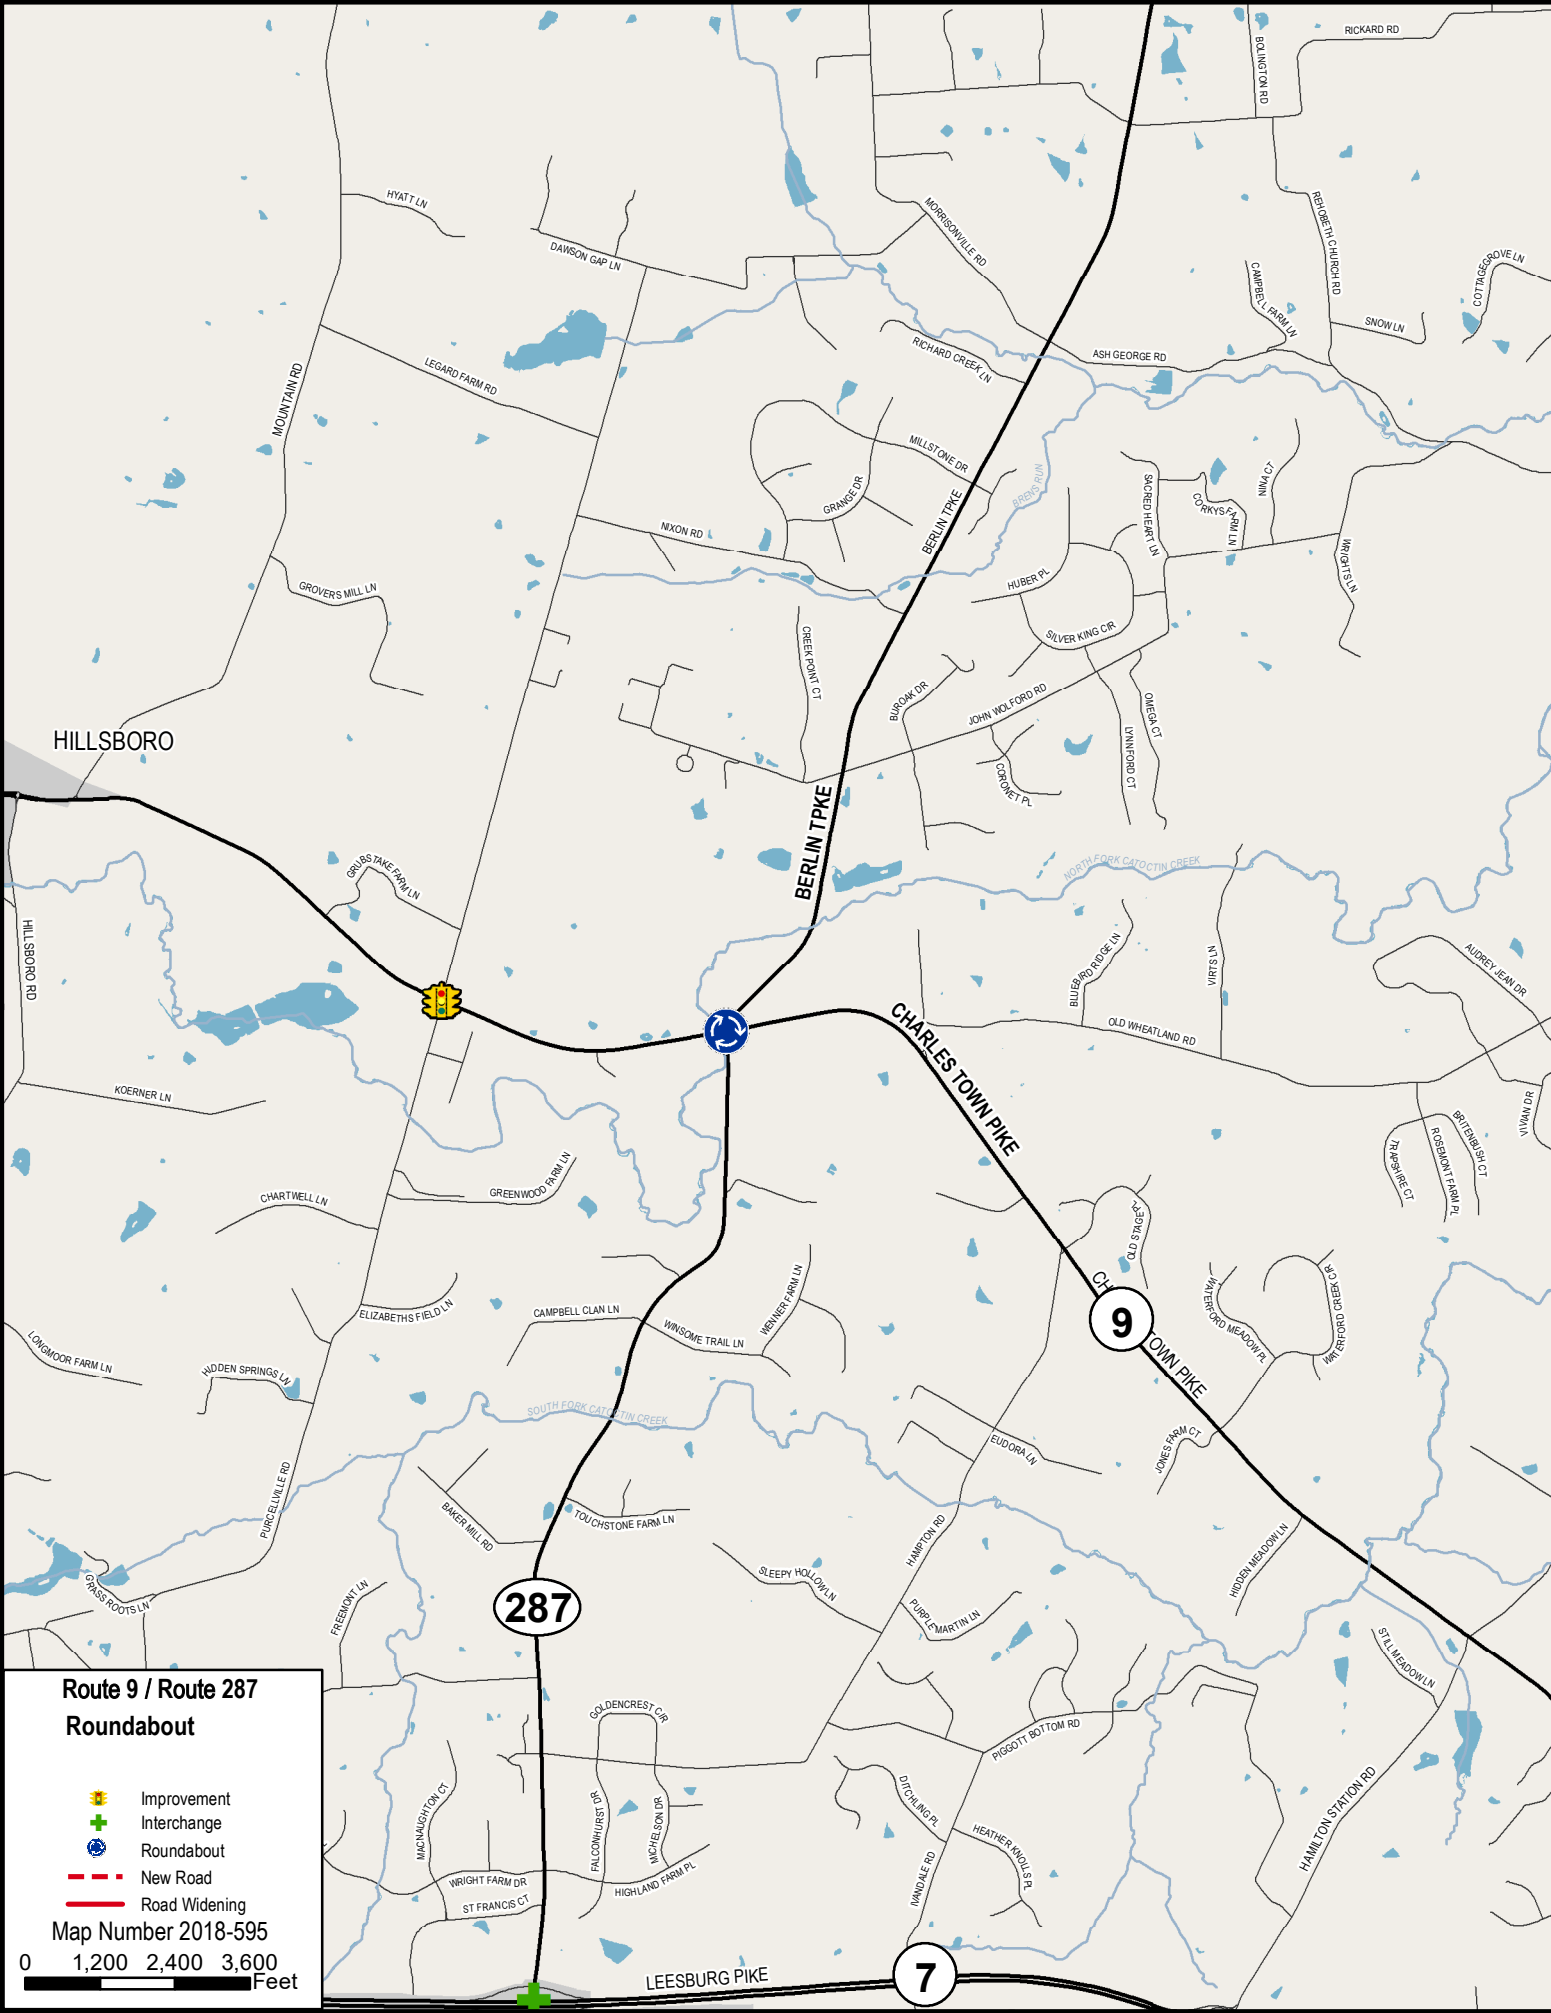 RICKARD RD
BOLINGTON RD
HYATT LN
DAWSON GAP LN
MORRISONVILLE RD
REHOBETH CHURCH RD
COTTAGEGROVE LN
CAMPBELL FARM LN
SNOW LN
ASH GEORGE RD
RICHARD CREEK LN
LEGARD FARM RD
MOUNTAIN RD
MILLSTONE DR
GRANGE DR
BRENS RUN
SACRED HEART LN
CORKYS FARM LN
NINA CT
BERLIN TPKE
NIXON RD
WRIGHTS LN
HUBER PL
GROVERS MILL LN
SILVER KING CIR
CREEK POINT CT
BUROAK DR
JOHN WOLFORD RD
OMEGA CT
LYNNFORD CT
CORONET PL
HILLSBORO
BERLIN TPKE
GRUBSTAKE FARM LN
NORTH FORK CATOCTIN CREEK
HILLSBORO RD
BLUEBIRD RIDGE LN
VIRTS LN
AUDREY JEAN DR
OLD WHEATLAND RD
CHARLES TOWN PIKE
KOERNER LN
VIVIAN DR
BRITENBUSH CT
ROSEMONT FARM PL
TRAPSHIRE CT
GREENWOOD FARM LN
CHARTWELL LN
OLD STAGE PL
WATERFORD MEADOW PL
WATERFORD CREEK CIR
ELIZABETHS FIELD LN
CAMPBELL CLAN LN
WINSOME TRAIL LN
WENNER FARM LN
CH
9
TOWN PIKE
LONGMOOR FARM LN
HIDDEN SPRINGS LN
SOUTH FORK CATOCTIN CREEK
JONES FARM CT
EUDORA LN
PURCELLVILLE RD
BAKER MILL RD
TOUCHSTONE FARM LN
HAMPTON RD
HIDDEN MEADOW LN
SLEEPY HOLLOW LN
GRASS ROOTS LN
FREEMONT LN
287
PURPLE MARTIN LN
STILL MEADOW LN
GOLDENCREST CIR
PIGGOTT BOTTOM RD
MACNAUGHTON CT
FALCONHURST DR
MICHELSON DR
DITCHLING PL
HEATHER KNOLLS PL
HAMILTON STATION RD
IVANDALE RD
WRIGHT FARM DR
HIGHLAND FARM PL
ST FRANCIS CT
LEESBURG PIKE
7
Route 9 / Route 287
Roundabout
Improvement
Interchange
Roundabout
New Road
Road Widening
Map Number 2018-595
0 1,200 2,400 3,600
Feet